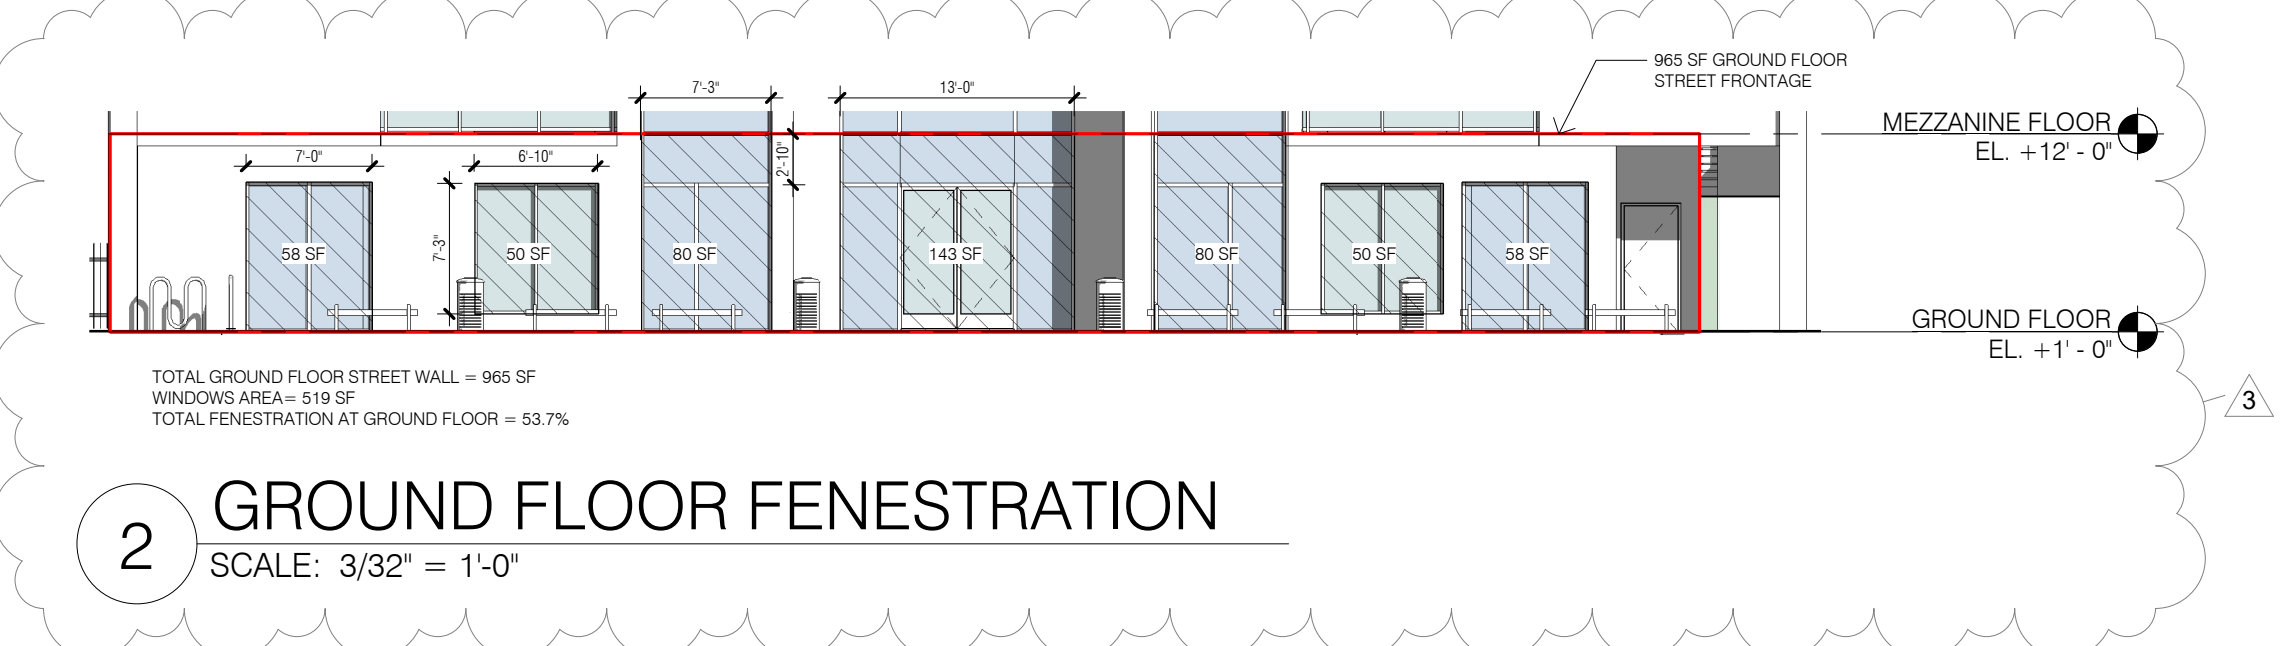 965 SF GROUND FLOOR
STREET FRONTAGE
7'-3"
13'-0"
MEZZANINE FLOOR
EL. +12' - 0"
7'-0"
6'-10"
2'-10"
7'-3"
58 SF
50 SF
80 SF
143 SF
80 SF
50 SF
58 SF
GROUND FLOOR
EL. +1' - 0"
TOTAL GROUND FLOOR STREET WALL = 965 SF
WINDOWS AREA= 519 SF
TOTAL FENESTRATION AT GROUND FLOOR = 53.7%
3
2
GROUND FLOOR FENESTRATION
SCALE: 3/32" = 1'-0"